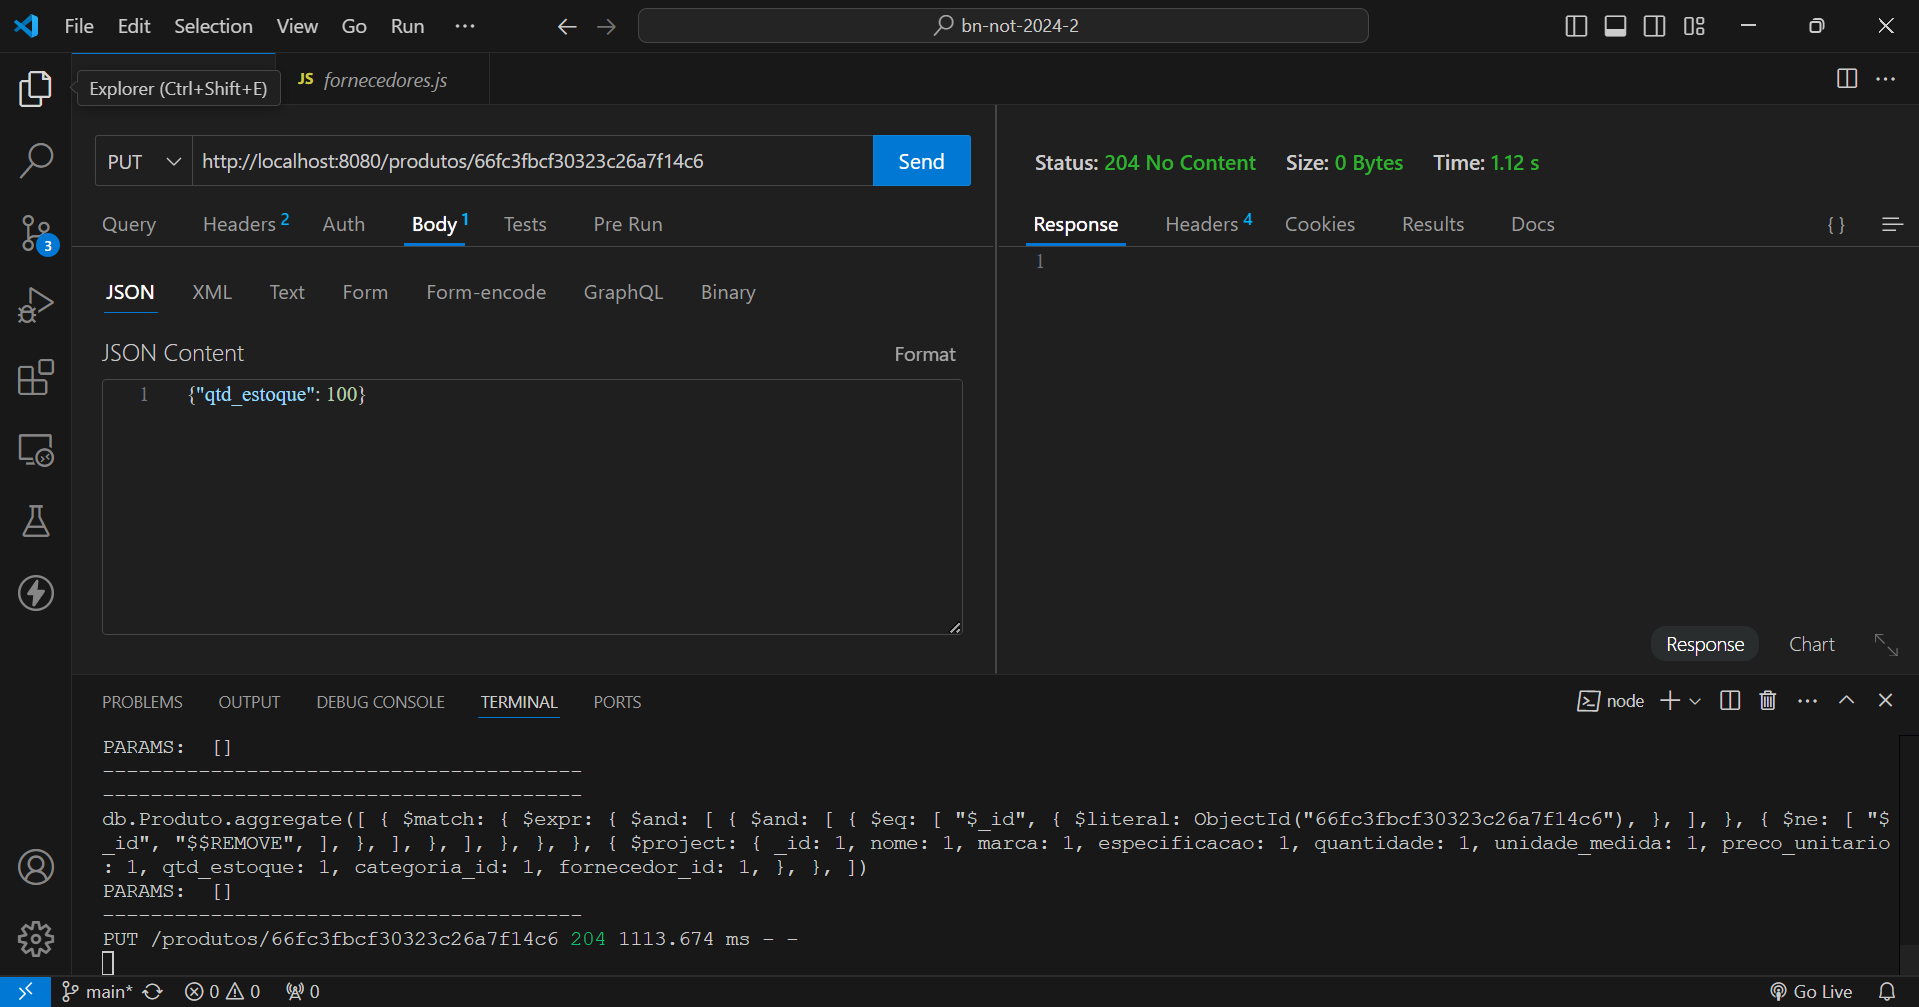 File Edit Selection View Go Run ··· bn-not-2024-2
Explorer (Ctrl+Shift+E)
JS fornecedores.js
PUT http://localhost:8080/produtos/66fc3fbcf30323c26a7f14c6 Send
Status: 204 No Content Size: 0 Bytes Time: 1.12 s
Query Headers 2 Auth Body 1 Tests Pre Run
Response Headers 4 Cookies Results Docs { }
3
1
JSON XML Text Form Form-encode GraphQL Binary
JSON Content Format
1 {"qtd_estoque": 100}
Response Chart
PROBLEMS OUTPUT DEBUG CONSOLE TERMINAL PORTS node
PARAMS: []
----------------------------------------
----------------------------------------
db.Produto.aggregate([ { $match: { $expr: { $and: [ { $and: [ { $eq: [ "$_id", { $literal: ObjectId("66fc3fbcf30323c26a7f14c6"), }, ], }, { $ne: [ "$
_id", "$$REMOVE", ], }, ], }, ], }, }, }, { $project: { _id: 1, nome: 1, marca: 1, especificacao: 1, quantidade: 1, unidade_medida: 1, preco_unitario
: 1, qtd_estoque: 1, categoria_id: 1, fornecedor_id: 1, }, }, ])
PARAMS: []
----------------------------------------
PUT /produtos/66fc3fbcf30323c26a7f14c6 204 1113.674 ms - -
main* 0 0 0 Go Live